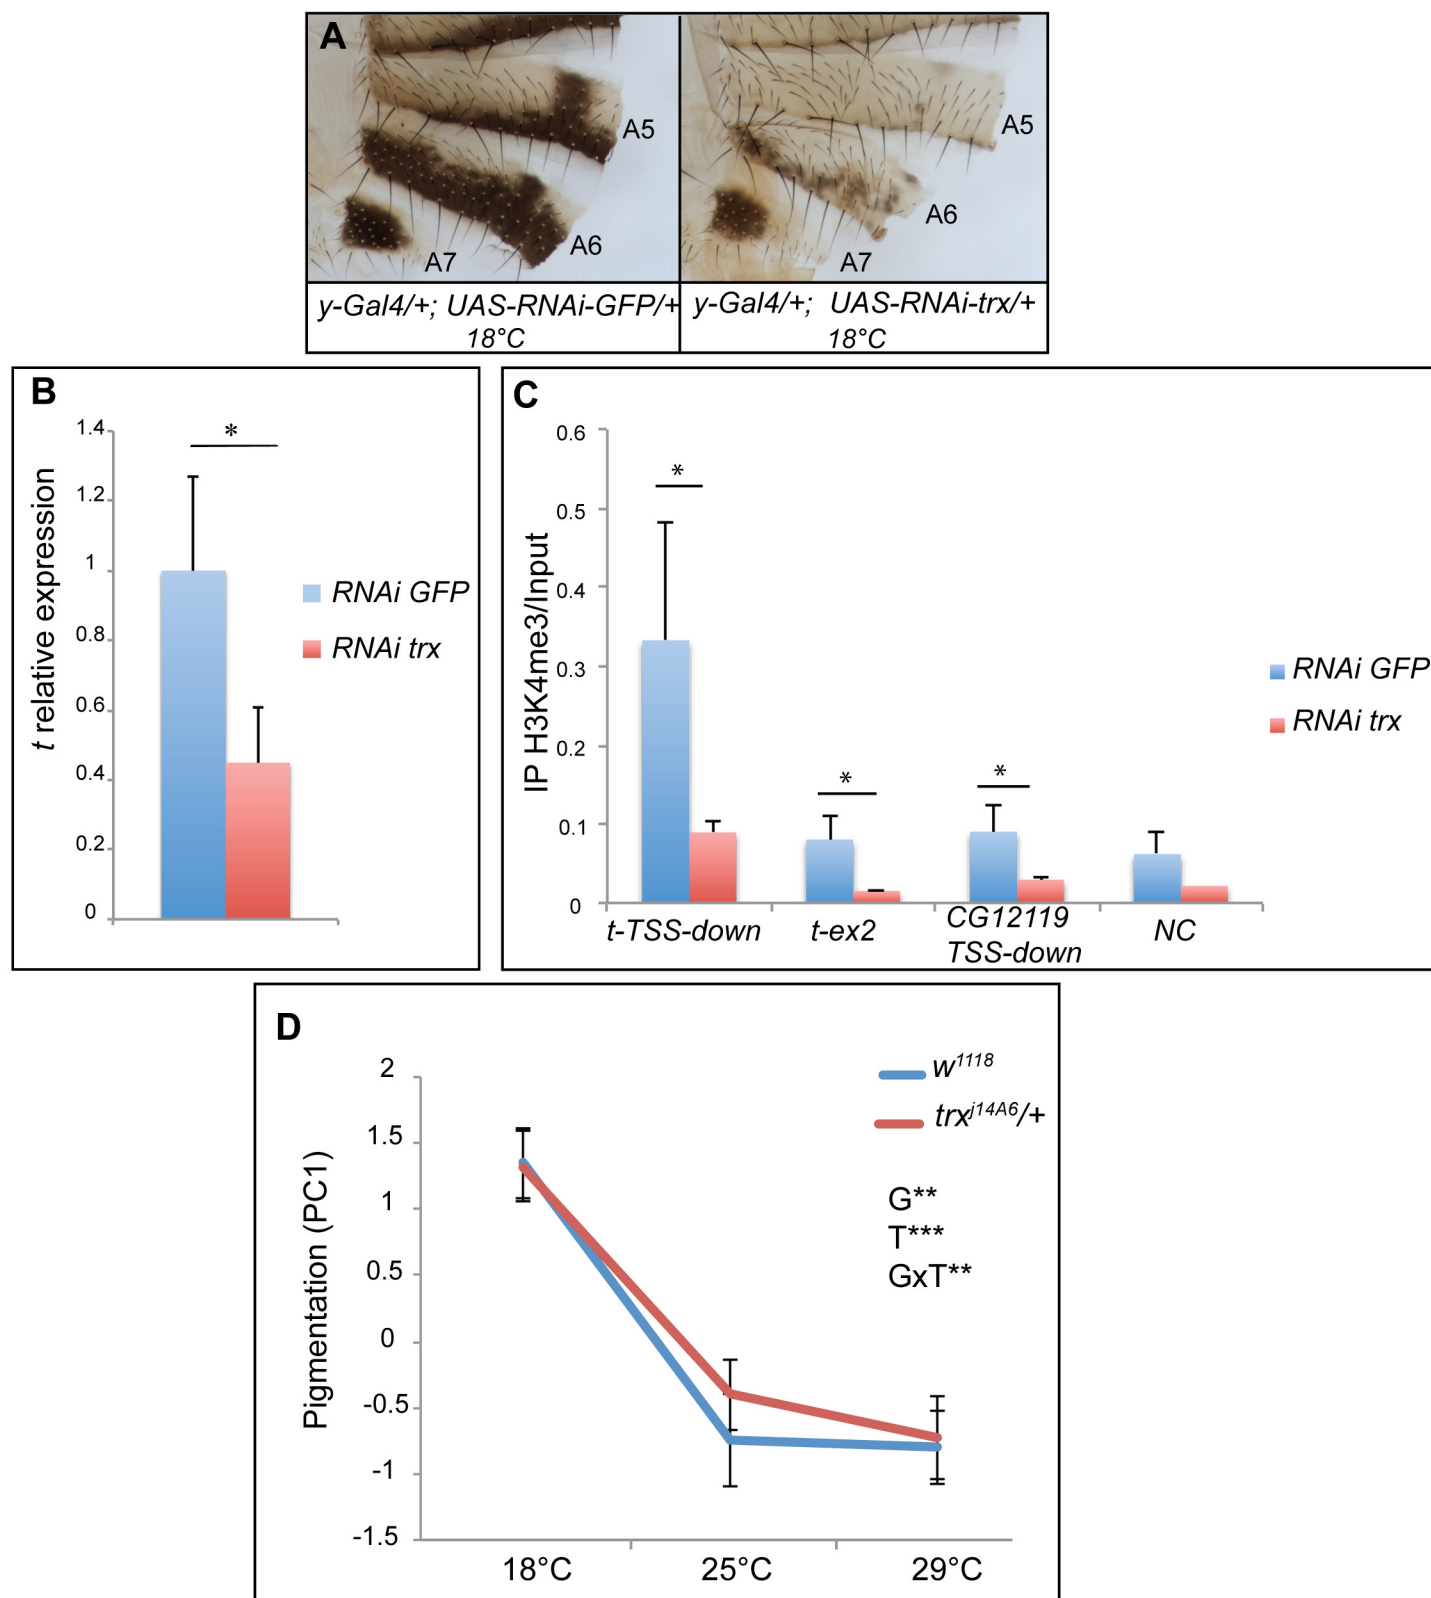 A
A5
A6
A7
A5
A6
A7
y-Gal4/+; UAS-RNAi-GFP/+
18°C
y-Gal4/+; UAS-RNAi-trx/+
18°C
B
t relative expression
1.4
1.2
1
0.8
0.6
0.4
0.2
0
*
RNAi GFP
RNAi trx
C
IP H3K4me3/Input
0.6
0.5
0.4
0.3
0.2
0.1
0
*
*
*
t-TSS-down
t-ex2
CG12119
TSS-down
NC
RNAi GFP
RNAi trx
D
Pigmentation (PC1)
2
1.5
1
0.5
0
-0.5
-1
-1.5
18°C
25°C
29°C
w1118
trxj14A6/+
G**
T***
GxT**